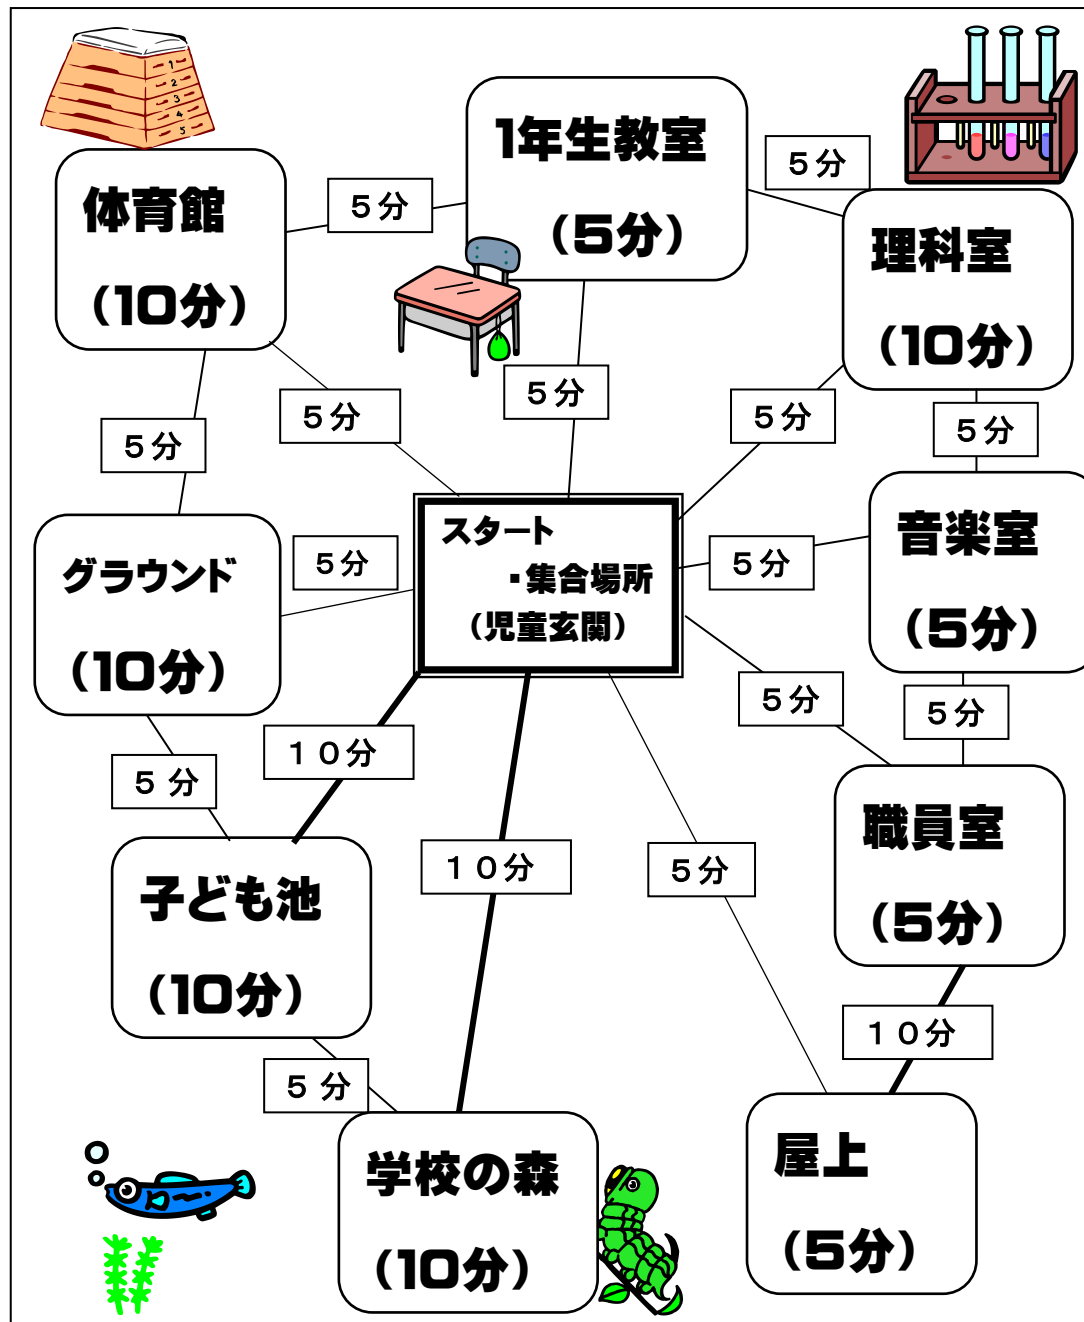 1
2
3
4
5
体育館
(10分)
５分
1年生教室
(5分)
５分
理科室
(10分)
５分
５分
５分
５分
５分
グラウンド
(10分)
５分
スタート
・集合場所
(児童玄関)
５分
音楽室
(5分)
５分
５分
１０分
５ 分
職員室
(5分)
子ども池
(10分)
１０分
５分
１０分
５ 分
学校の森
(10分)
屋上
(5分)